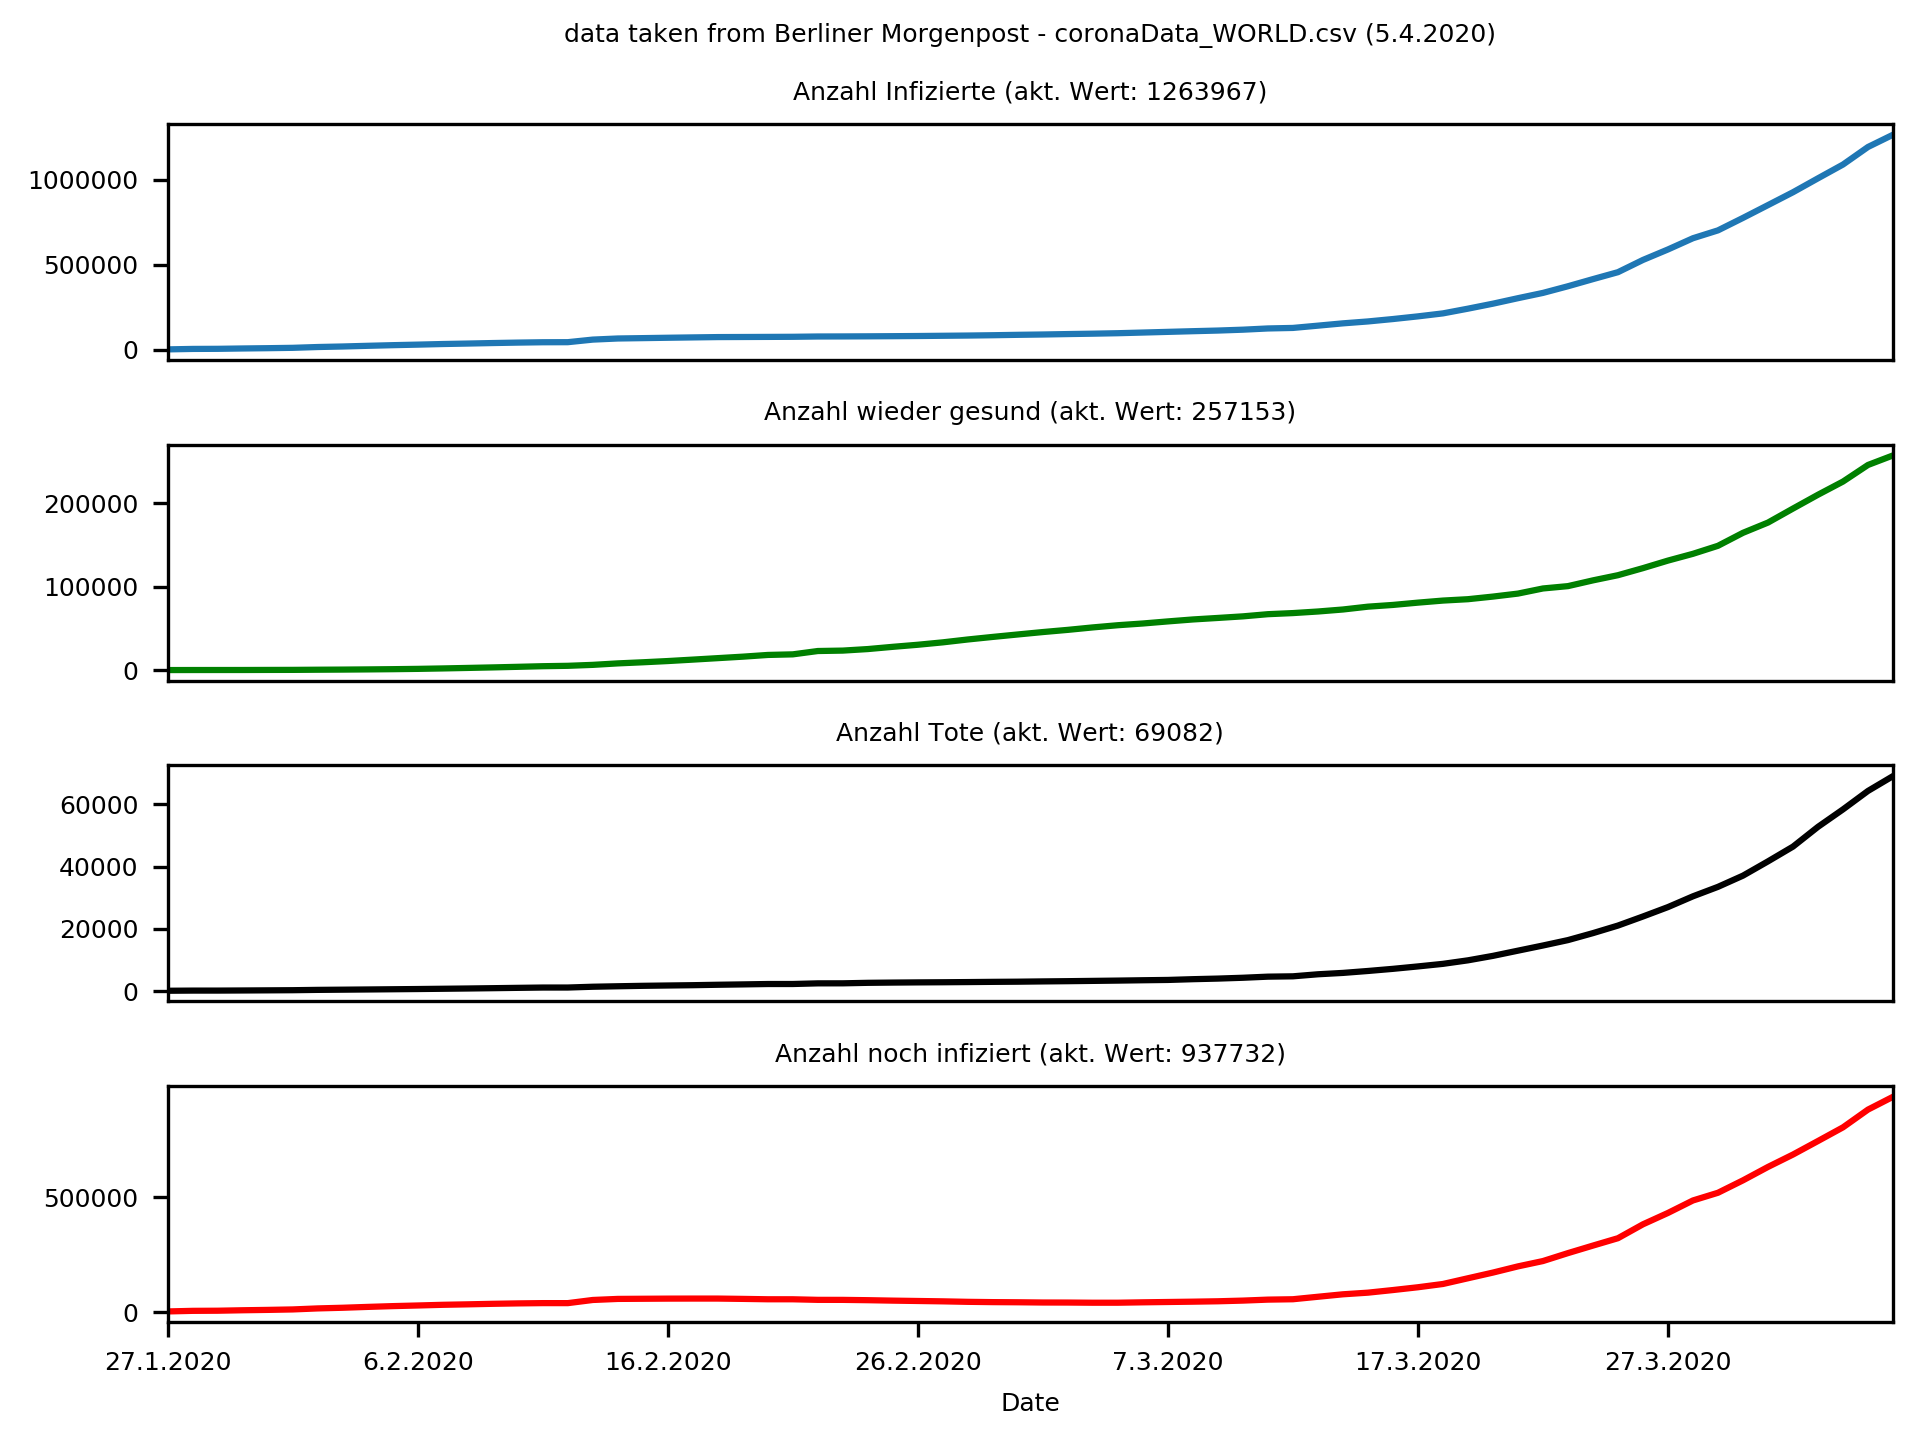 data taken from Berliner Morgenpost - coronaData_WORLD.csv (5.4.2020)
Anzahl Infizierte (akt. Wert: 1263967)
1000000
500000
0
Anzahl wieder gesund (akt. Wert: 257153)
200000
100000
0
Anzahl Tote (akt. Wert: 69082)
60000
40000
20000
0
Anzahl noch infiziert (akt. Wert: 937732)
500000
0
27.1.2020 6.2.2020 16.2.2020 26.2.2020 7.3.2020 17.3.2020 27.3.2020
Date